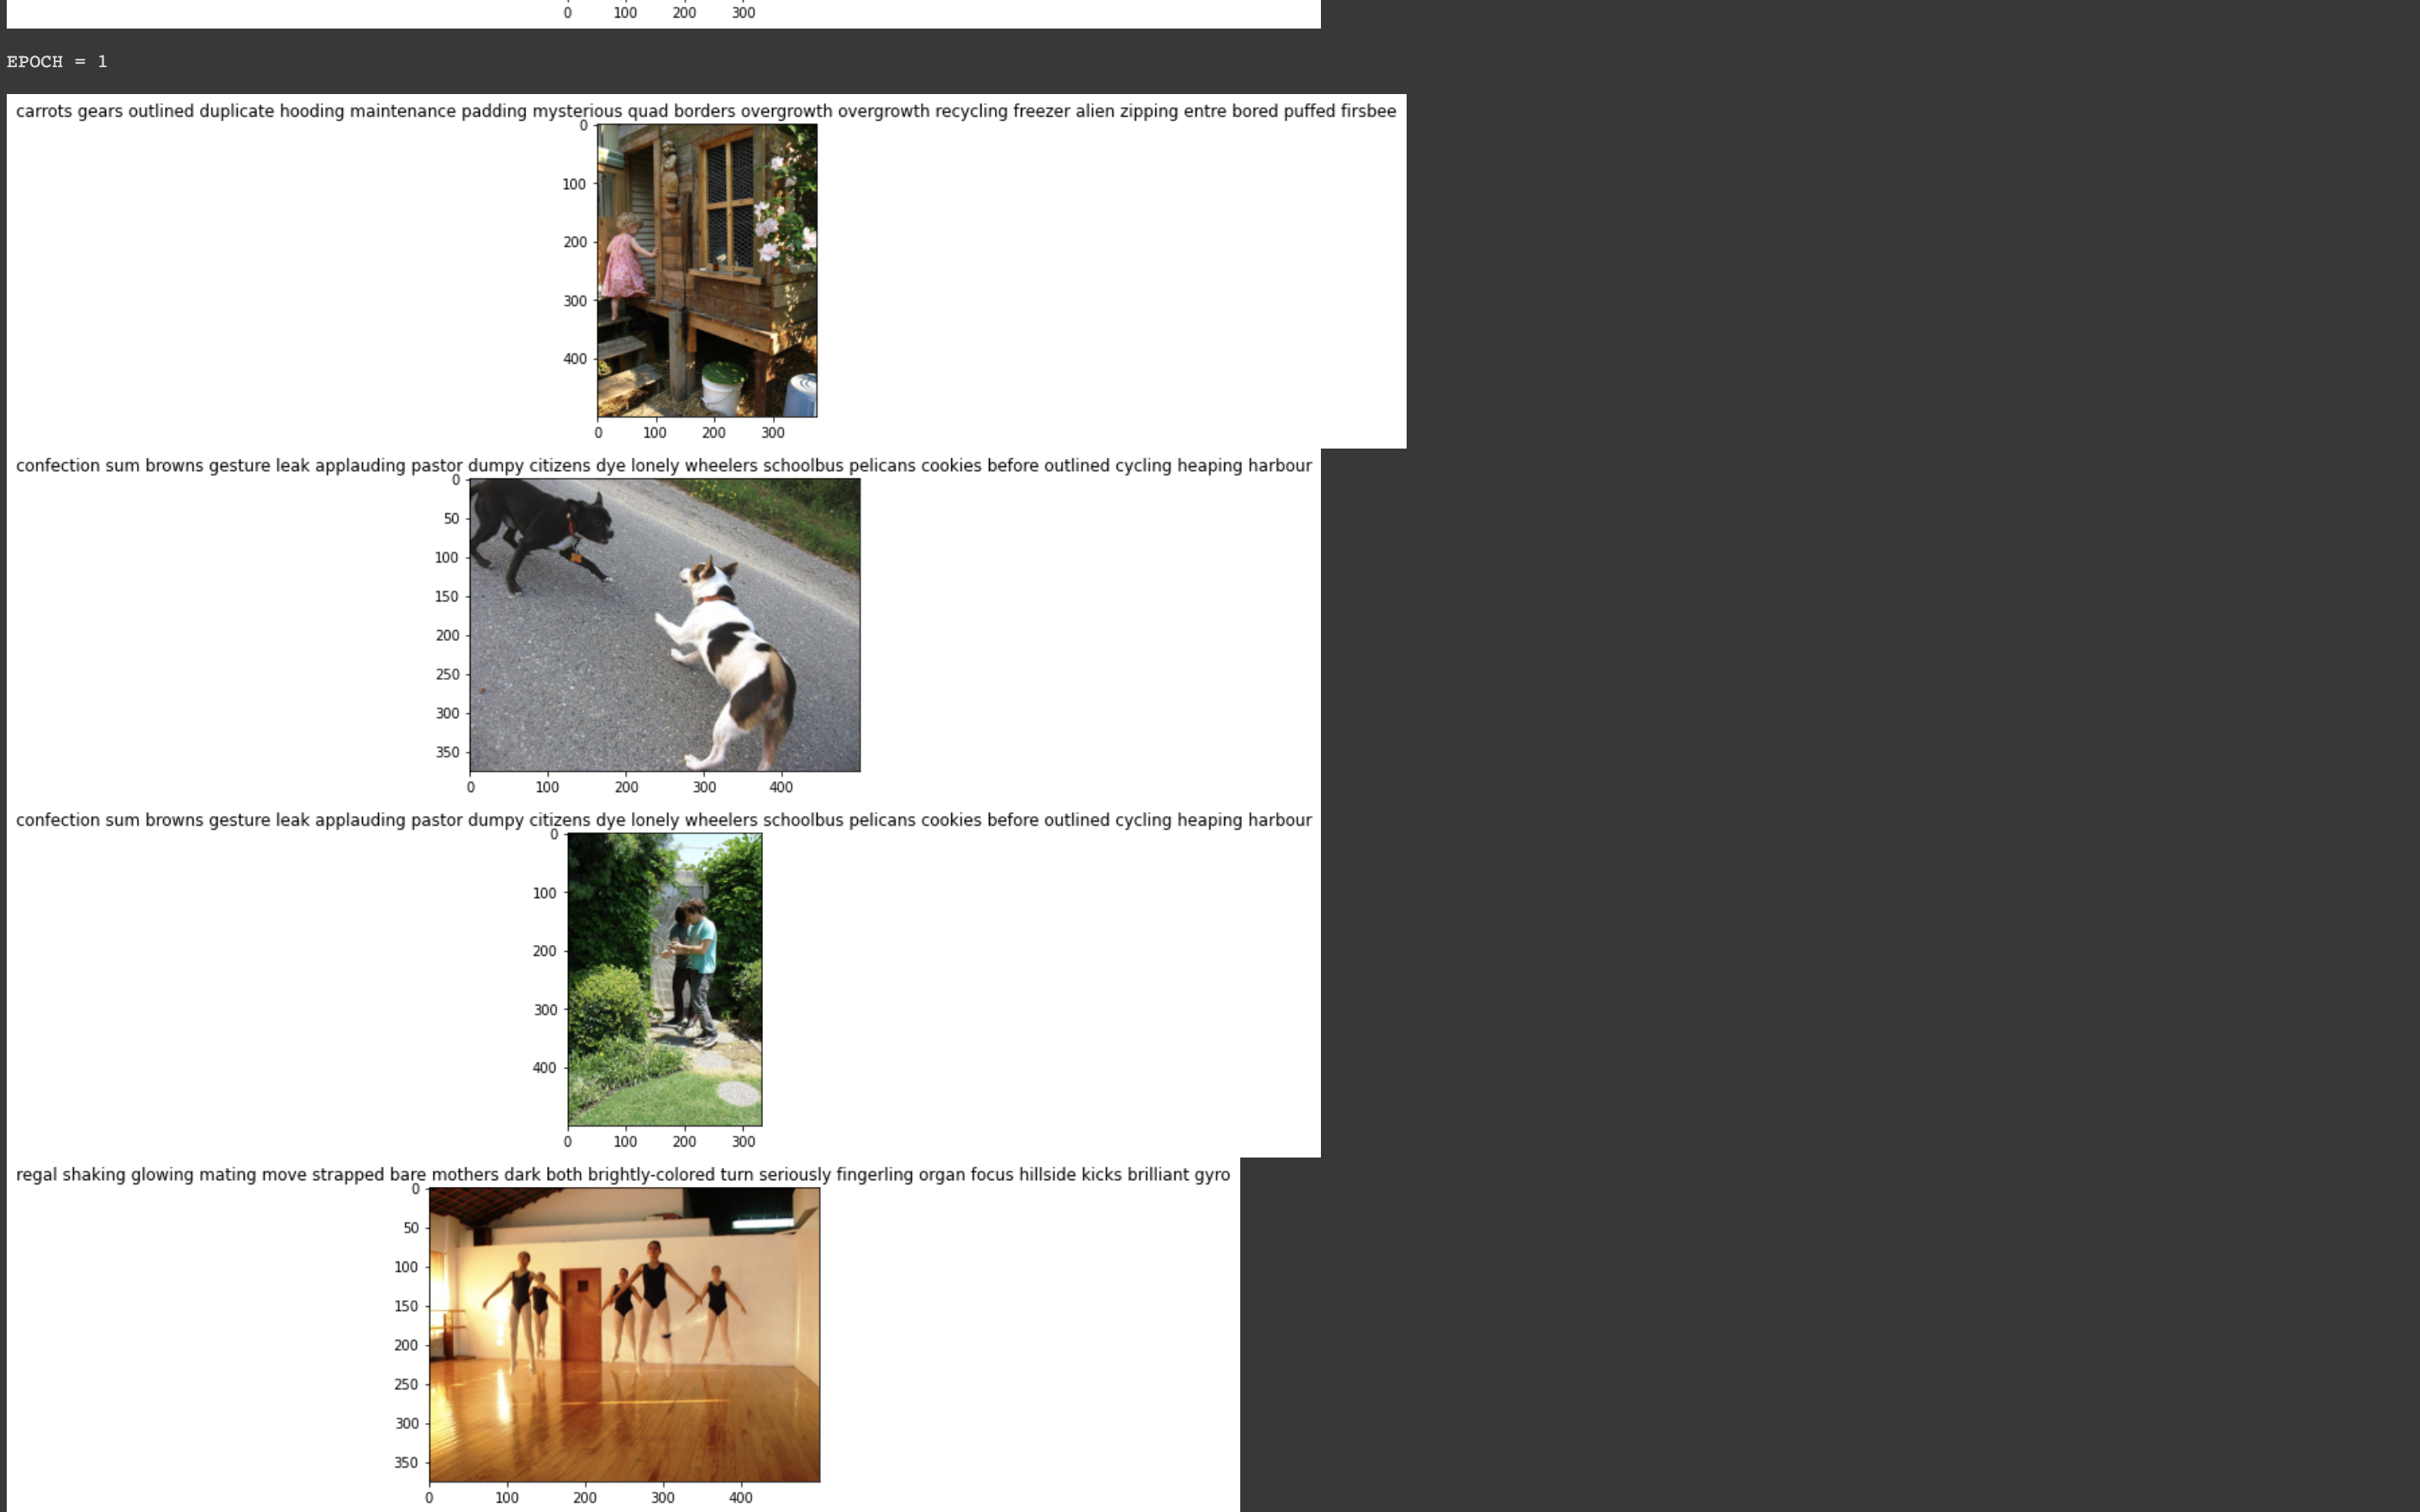 0 100 200 300
EPOCH = 1
carrots gears outlined duplicate hooding maintenance padding mysterious quad borders overgrowth overgrowth recycling freezer alien zipping entre bored puffed firsbee
0
100
200
300
400
0 100 200 300
confection sum browns gesture leak applauding pastor dumpy citizens dye lonely wheelers schoolbus pelicans cookies before outlined cycling heaping harbour
0
50
100
150
200
250
300
350
0 100 200 300 400
confection sum browns gesture leak applauding pastor dumpy citizens dye lonely wheelers schoolbus pelicans cookies before outlined cycling heaping harbour
0
100
200
300
400
0 100 200 300
regal shaking glowing mating move strapped bare mothers dark both brightly-colored turn seriously fingerling organ focus hillside kicks brilliant gyro
0
50
100
150
200
250
300
350
0 100 200 300 400